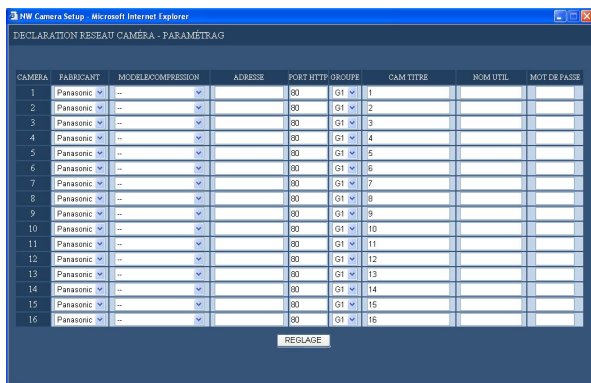 NW Camera Setup - Microsoft Internet Explorer
DECLARATION RESEAU CAMÉRA - PARAMÉTRAG
CAMERA FABRICANT MODELECOMPRESSION ADRESSE PORT HTTP GROUPE CAM TITRE NOM UTIL MOT DE PASSE
1 Panasonic -- 80 G1 1
2 Panasonic -- 80 G1 2
3 Panasonic -- 80 G1 3
4 Panasonic -- 80 G1 4
5 Panasonic -- 80 G1 5
6 Panasonic -- 80 G1 6
7 Panasonic -- 80 G1 7
8 Panasonic -- 80 G1 8
9 Panasonic -- 80 G1 9
10 Panasonic -- 80 G1 10
11 Panasonic -- 80 G1 11
12 Panasonic -- 80 G1 12
13 Panasonic -- 80 G1 13
14 Panasonic -- 80 G1 14
15 Panasonic -- 80 G1 15
16 Panasonic -- 80 G1 16
REGLAGE